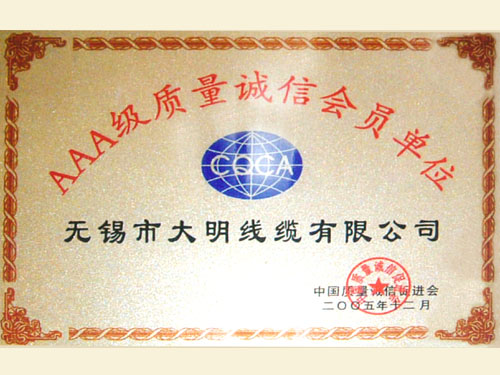 AAA级质量诚信会员单位
CQCA
无锡市大明线缆有限公司
中国质量诚信促进会
二〇〇五年十二月